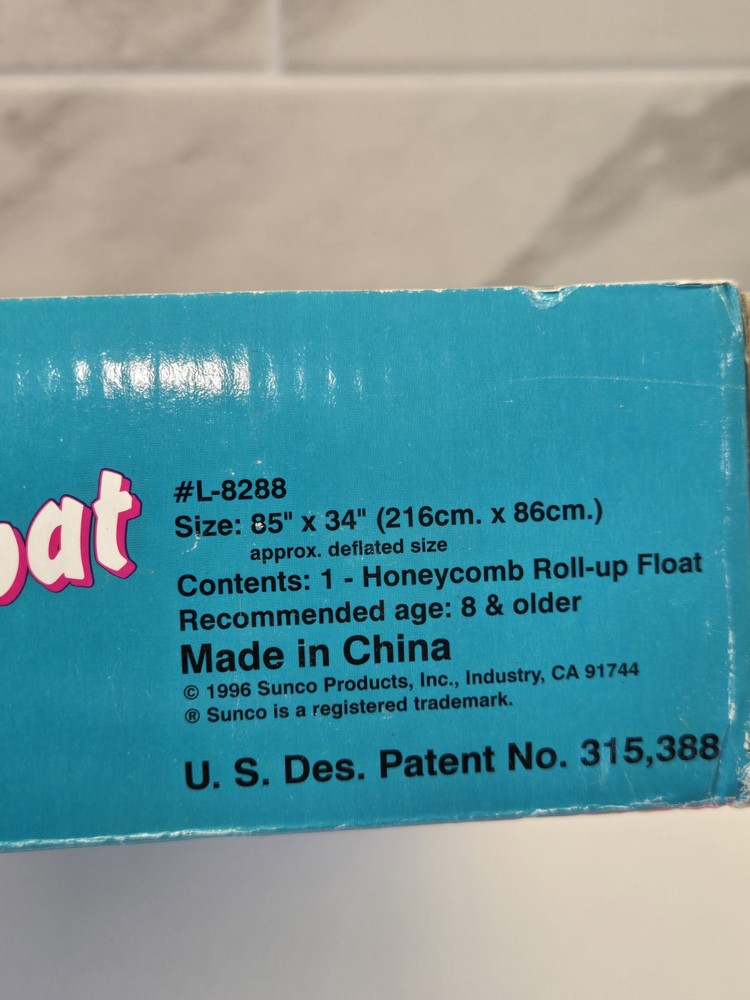 #L-8288
Size: 85" x 34" (216cm. x 86cm.)
approx. deflated size
Contents: 1 - Honeycomb Roll-up Float
Recommended age: 8 & older
Made in China
© 1996 Sunco Products, Inc., Industry, CA 91744
® Sunco is a registered trademark.
U. S. Des. Patent No. 315,388